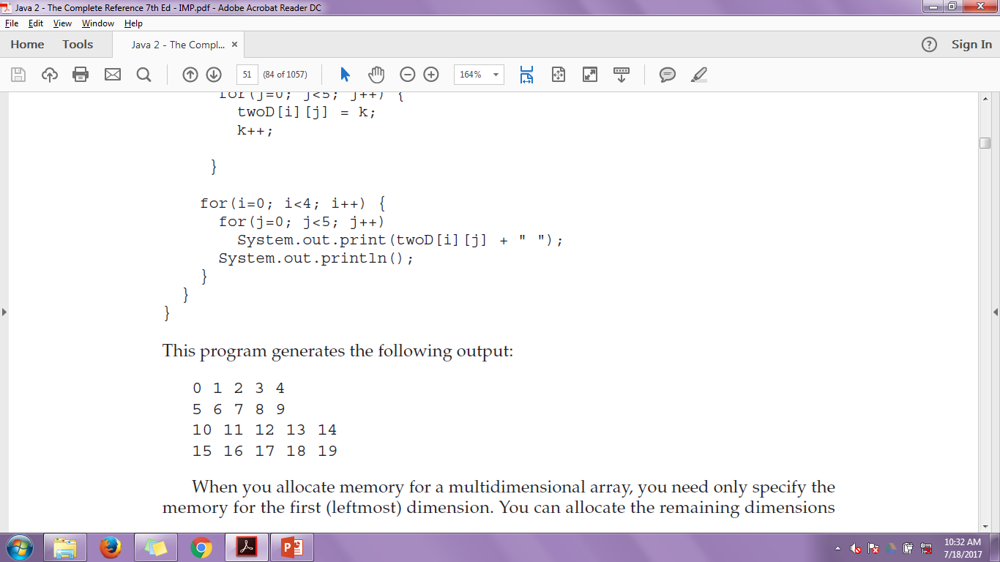 Java 2 - The Complete Reference 7th Ed - IMP.pdf - Adobe Acrobat Reader DC
File Edit View Window Help
Home Tools Java 2 - The Compl... × ? Sign In
51 (84 of 1057) 164%
for(j=0; j<5; j++) {
twoD[i][j] = k;
k++;
}
for(i=0; i<4; i++) {
for(j=0; j<5; j++)
System.out.print(twoD[i][j] + " ");
System.out.println();
}
}
}
This program generates the following output:
0 1 2 3 4
5 6 7 8 9
10 11 12 13 14
15 16 17 18 19
When you allocate memory for a multidimensional array, you need only specify the
memory for the first (leftmost) dimension. You can allocate the remaining dimensions
10:32 AM
7/18/2017